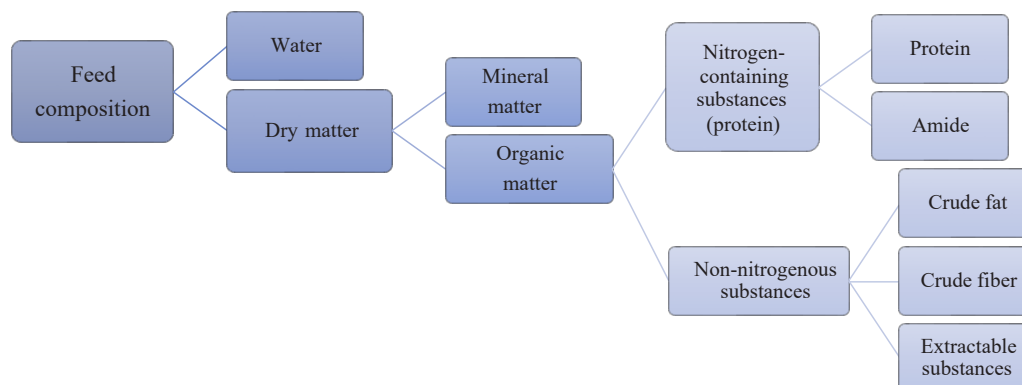 Feed
composition
Water
Dry matter
Mineral
matter
Organic
matter
Nitrogen-
containing
substances
(protein)
Protein
Amide
Non-nitrogenous
substances
Crude fat
Crude fiber
Extractable
substances